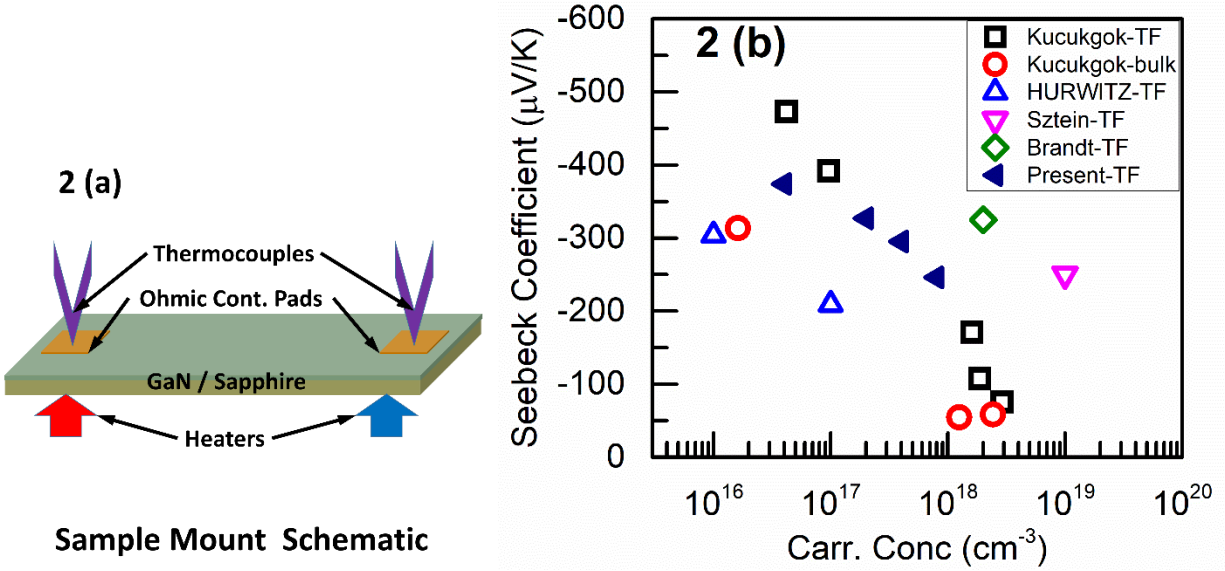 2 (a)
Thermocouples
Ohmic Cont. Pads
GaN / Sapphire
Heaters
Sample Mount Schematic
2 (b)
Seebeck Coefficient (μV/K)
-600
-500
-400
-300
-200
-100
0
Kucukgok-TF
Kucukgok-bulk
HURWITZ-TF
Sztein-TF
Brandt-TF
Present-TF
10¹⁶ 10¹⁷ 10¹⁸ 10¹⁹ 10²⁰
Carr. Conc (cm⁻³)